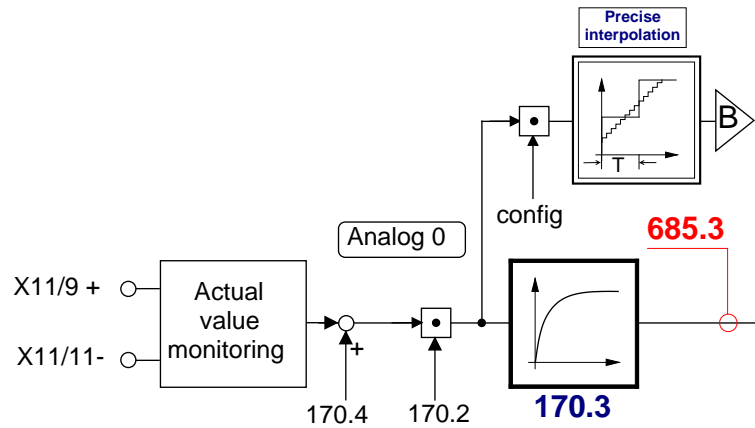 Precise
interpolation
B
T
config
Analog 0
685.3
X11/9 +
Actual
value
monitoring
X11/11-
+
170.4
170.2
170.3